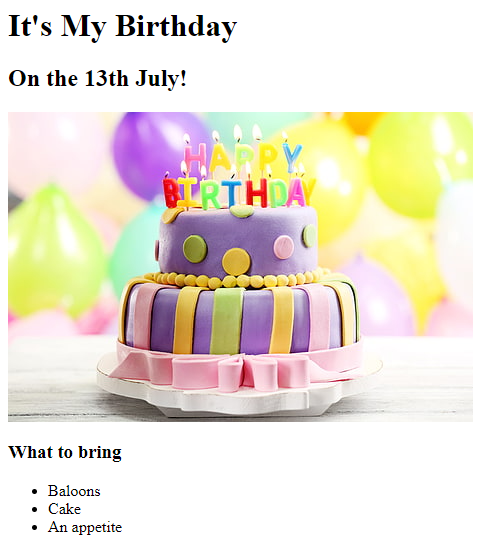 It's My Birthday
On the 13th July!
HAPPY
BIRTHDAY
What to bring
Baloons
Cake
An appetite